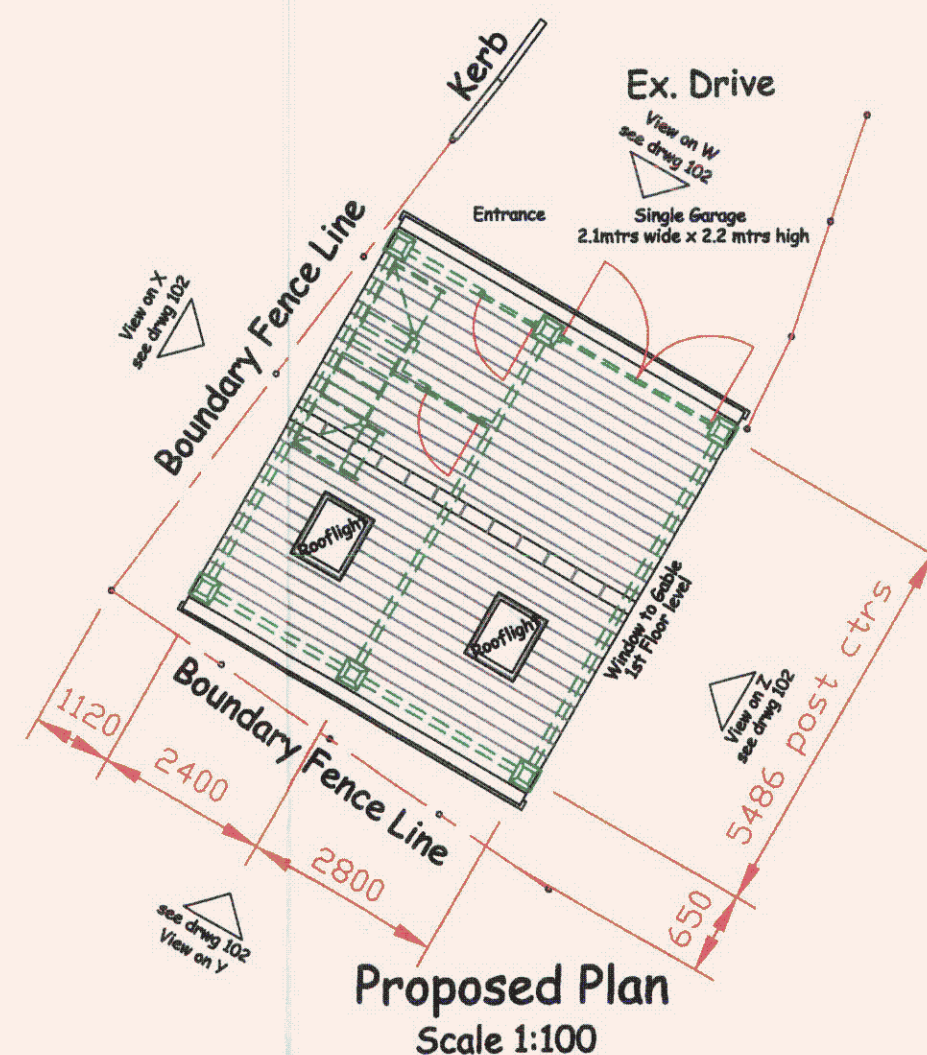 Kerb
Ex. Drive
View on W
see drwg 102
Entrance
Single Garage
2.1mtrs wide x 2.2 mtrs high
Boundary Fence Line
View on X
see drwg 102
Rooflight
Rooflight
Window to Gable
1st Floor level
View on Z
see drwg 102
5486 post ctrs
650
1120
2400
2800
Boundary Fence Line
see drwg 102
View on Y
Proposed Plan
Scale 1:100